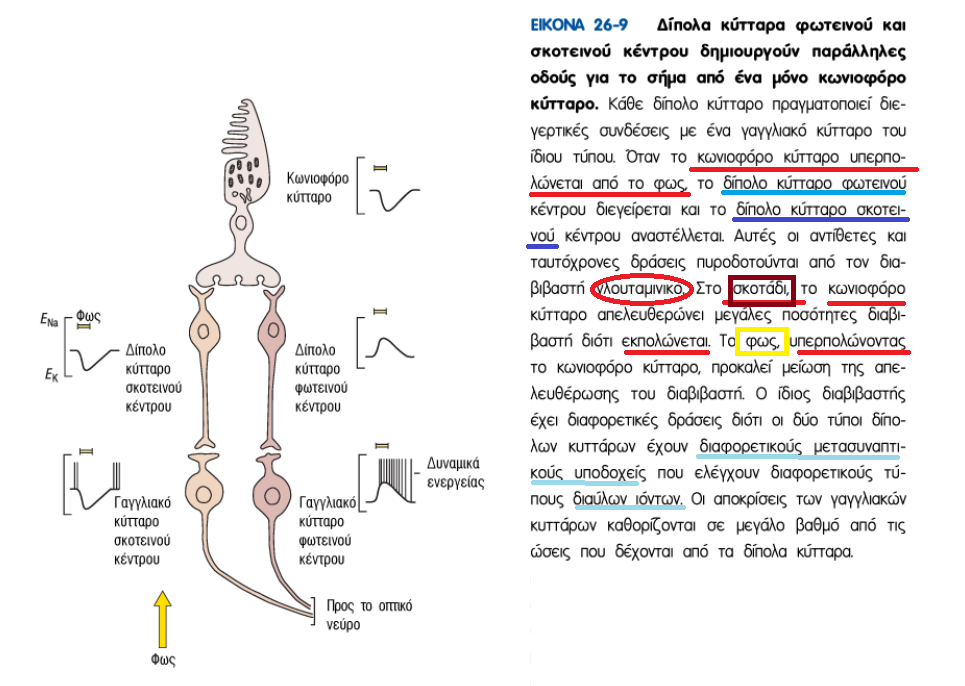 Κωνιοφόρο
κύτταρο
E_Na
Φως
E_K
Δίπολο
κύτταρο
σκοτεινού
κέντρου
Δίπολο
κύτταρο
φωτεινού
κέντρου
Γαγγλιακό
κύτταρο
σκοτεινού
κέντρου
Γαγγλιακό
κύτταρο
φωτεινού
κέντρου
Δυναμικά
ενεργείας
Προς το οπτικό
νεύρο
Φως
ΕΙΚΟΝΑ 26-9 Δίπολα κύτταρα φωτεινού και
σκοτεινού κέντρου δημιουργούν παράλληλες
οδούς για το σήμα από ένα μόνο κωνιοφόρο
κύτταρο. Κάθε δίπολο κύτταρο πραγματοποιεί διε-
γερτικές συνδέσεις με ένα γαγγλιακό κύτταρο του
ίδιου τύπου. Όταν το κωνιοφόρο κύτταρο υπερπο-
λώνεται από το φως, το δίπολο κύτταρο φωτεινού
κέντρου διεγείρεται και το δίπολο κύτταρο σκοτει-
νού κέντρου αναστέλλεται. Αυτές οι αντίθετες και
ταυτόχρονες δράσεις πυροδοτούνται από τον δια-
βιβαστή γλουταμινικο. Στο σκοτάδι, το κωνιοφόρο
κύτταρο απελευθερώνει μεγάλες ποσότητες διαβι-
βαστή διότι εκπολώνεται. Το φως, υπερπολώνοντας
το κωνιοφόρο κύτταρο, προκαλεί μείωση της απε-
λευθέρωσης του διαβιβαστή. Ο ίδιος διαβιβαστής
έχει διαφορετικές δράσεις διότι οι δύο τύποι δίπο-
λων κυττάρων έχουν διαφορετικούς μετασυναπτι-
κούς υποδοχείς που ελέγχουν διαφορετικούς τύ-
πους διαύλων ιόντων. Οι αποκρίσεις των γαγγλιακών
κυττάρων καθορίζονται σε μεγάλο βαθμό από τις
ώσεις που δέχονται από τα δίπολα κύτταρα.